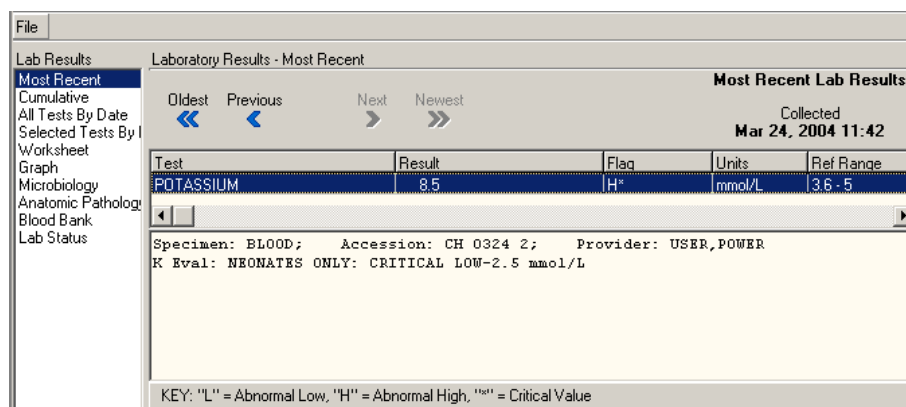 File
Lab Results
Most Recent
Cumulative
All Tests By Date
Selected Tests By
Worksheet
Graph
Microbiology
Anatomic Patholog
Blood Bank
Lab Status
Laboratory Results - Most Recent
Oldest Previous Next Newest
Most Recent Lab Results
Collected
Mar 24, 2004 11:42
Test Result Flag Units Ref Range
POTASSIUM 8.5 H* mmol/L 3.6 - 5
Specimen: BLOOD; Accession: CH 0324 2; Provider: USER,POWER
K Eval: NEONATES ONLY: CRITICAL LOW-2.5 mmol/L
KEY: "L" = Abnormal Low, "H" = Abnormal High, "*" = Critical Value